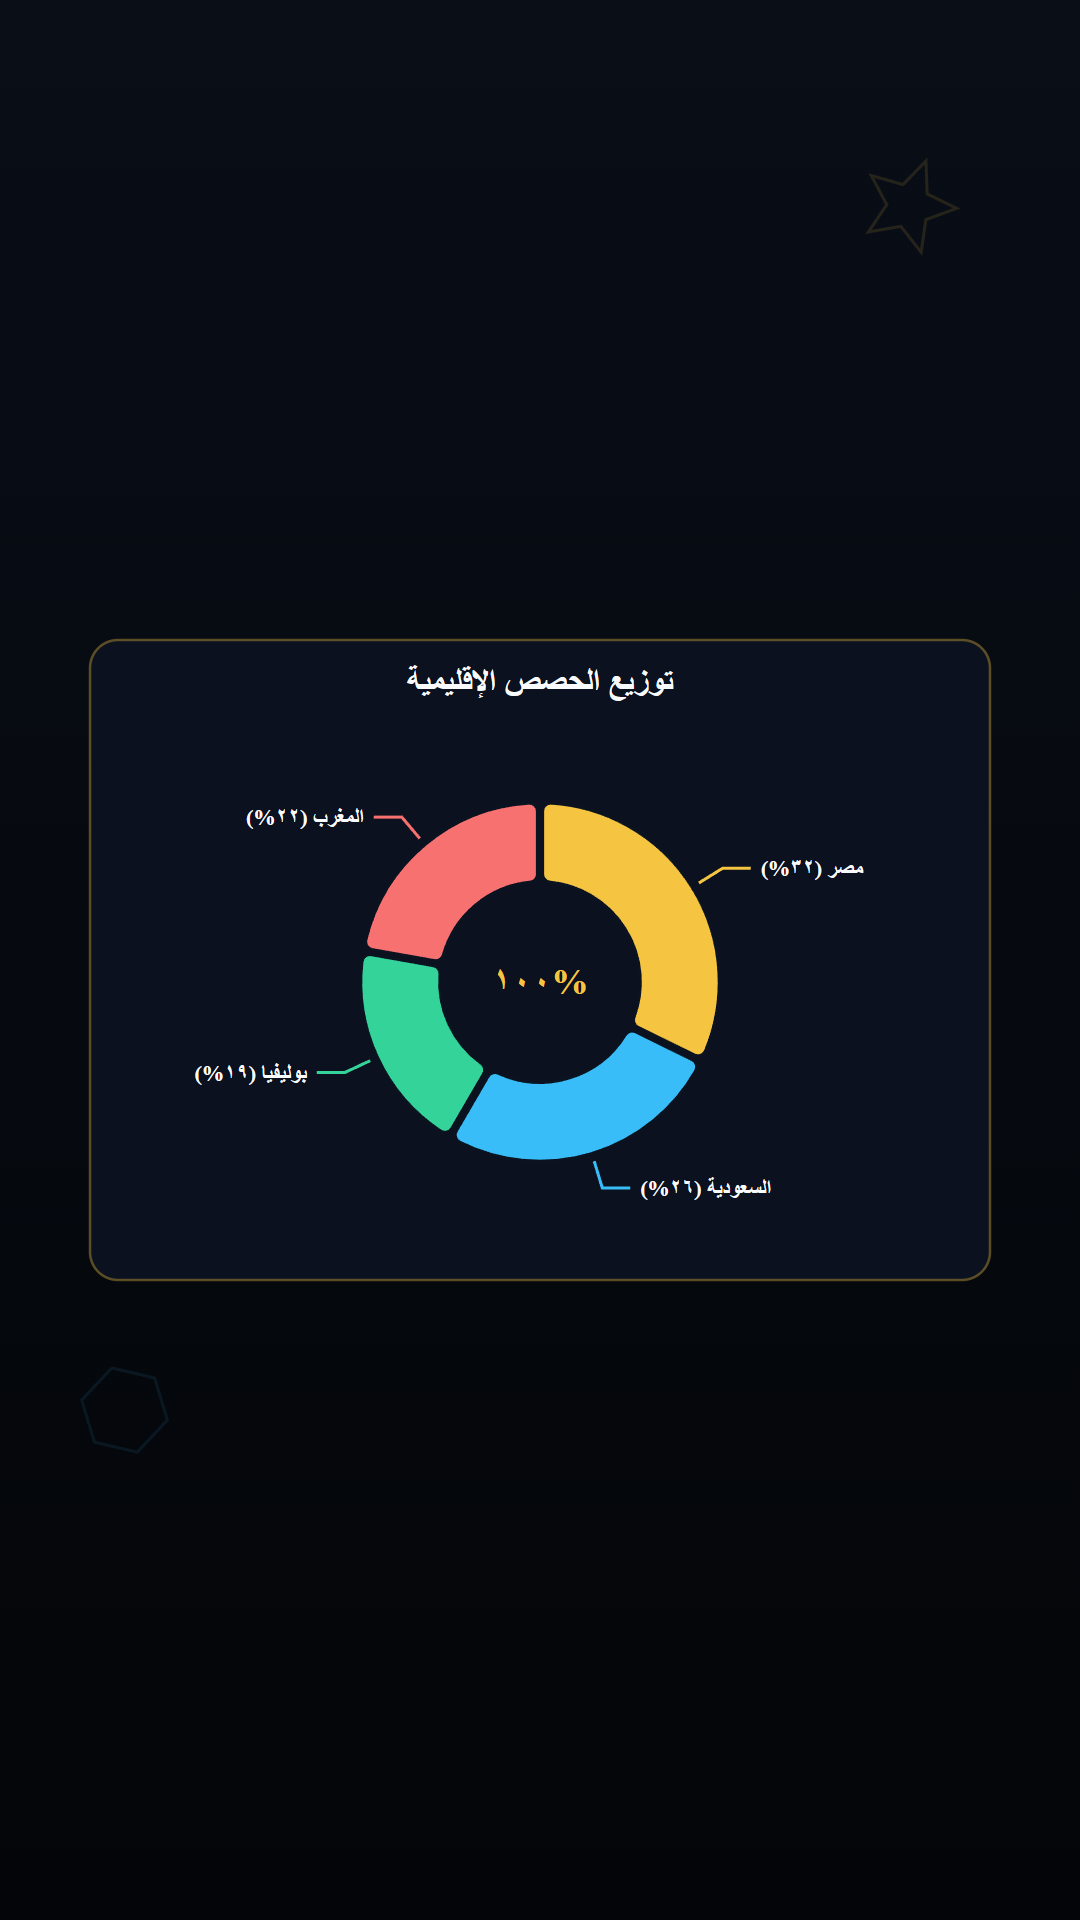 توزيع الحصص الإقليمية
المغرب (٢٢%)
مصر (٣٢%)
١٠٠%
بوليفيا (١٩%)
السعودية (٢٦%)